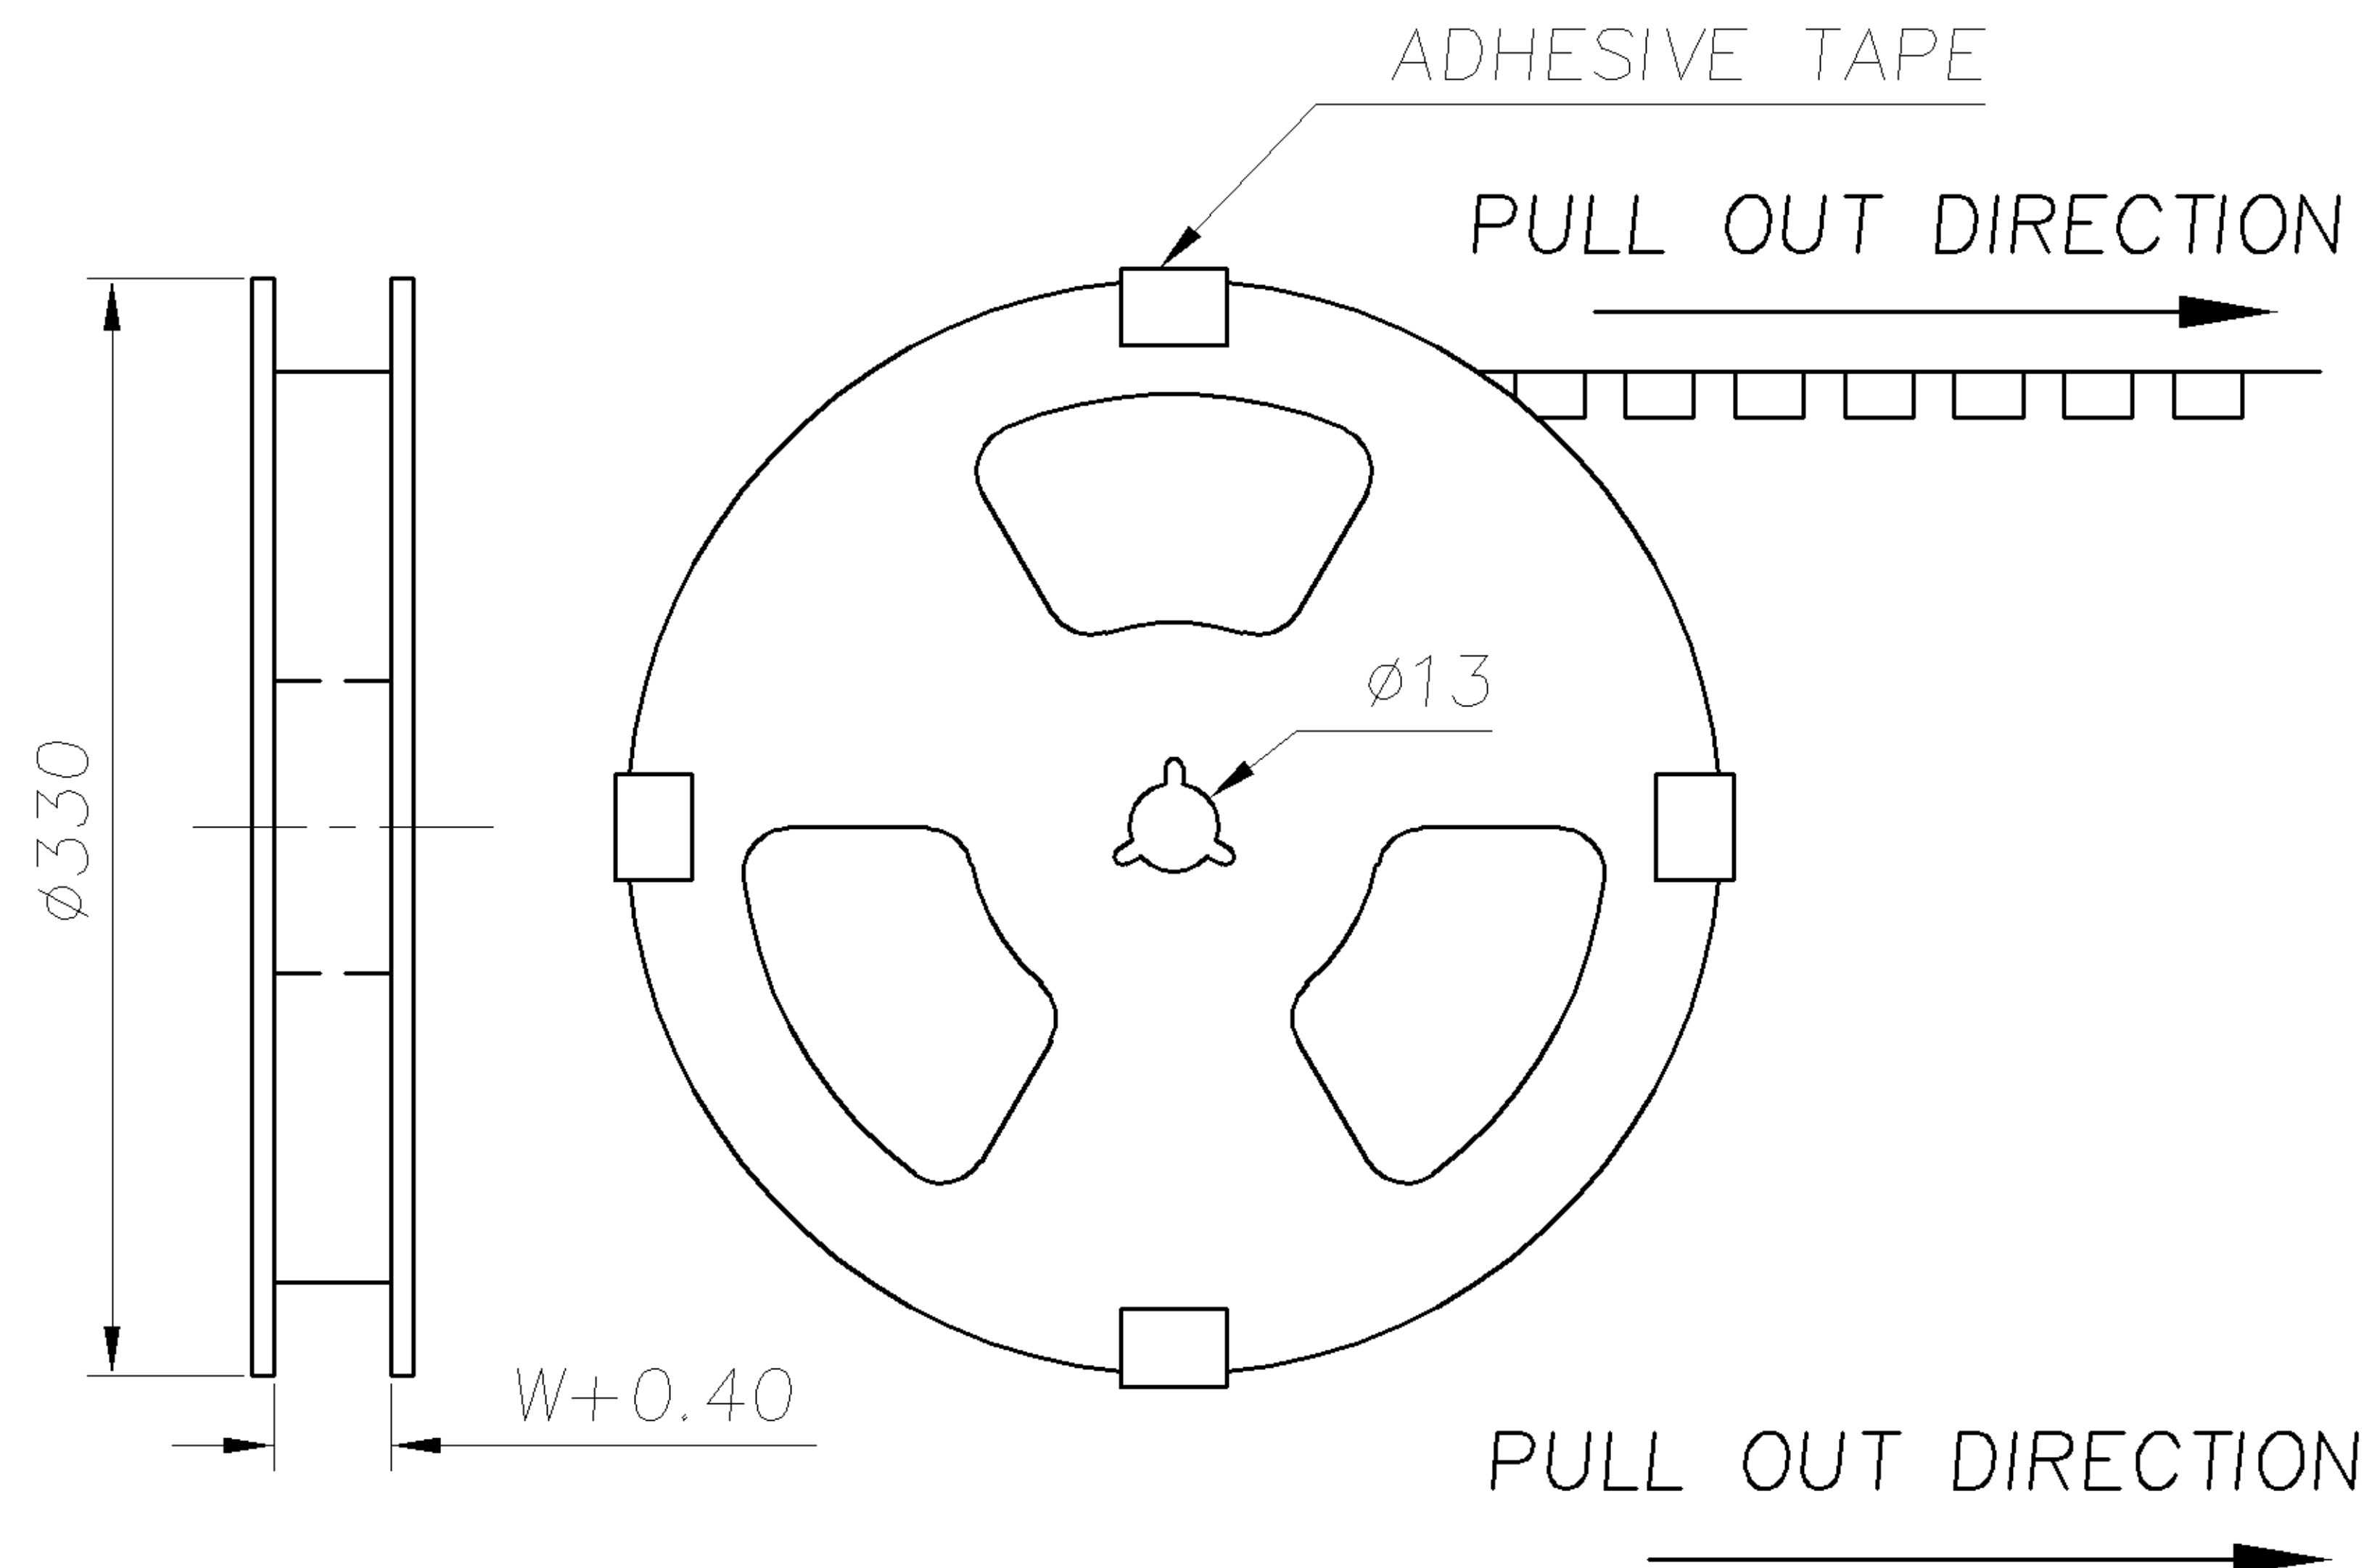 ADHESIVE TAPE
PULL OUT DIRECTION
ø13
ø330
W+0.40
PULL OUT DIRECTION